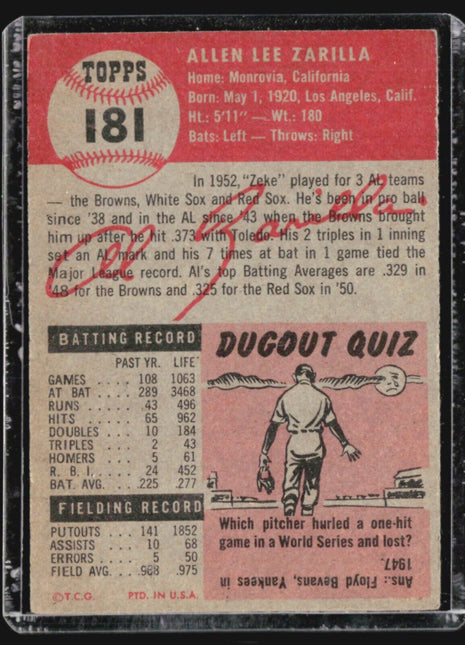 TOPPS
181
ALLEN LEE ZARILLA
Home: Monrovia, California
Born: May 1, 1920, Los Angeles, Calif.
Ht.: 5'11" — Wt.: 180
Bats: Left — Throws: Right
In 1952, "Zeke" played for 3 AL teams
— the Browns, White Sox and Red Sox. He's been in pro ball
since '38 and in the AL since '43 when the Browns brought
him up after he hit .373 with Toledo. His 2 triples in 1 inning
set an AL mark and his 7 times at bat in 1 game tied the
Major League record. Al's top Batting Averages are .329 in
'48 for the Browns and .325 for the Red Sox in '50.
Al Zarilla
BATTING RECORD
PAST YR. LIFE
GAMES .... 108 1063
AT BAT .... 289 3468
RUNS .... 43 496
HITS .... 65 962
DOUBLES .... 10 184
TRIPLES .... 2 43
HOMERS .... 5 61
R. B. I. .... 24 452
BAT. AVG. .... .225 .277
FIELDING RECORD
PUTOUTS .... 141 1852
ASSISTS .... 10 68
ERRORS .... 5 50
FIELD AVG. .... .988 .975
©T.C.G. PTD. IN U.S.A.
DUGOUT QUIZ
Which pitcher hurled a one-hit
game in a World Series and lost?
Ans.: Floyd Bevans, Yankees in
1947.